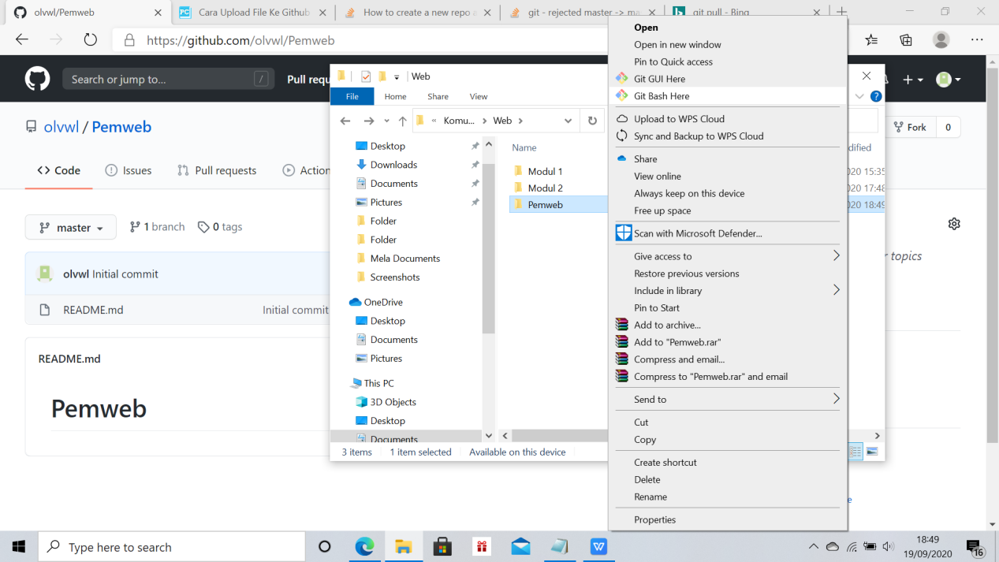 olvwl/Pemweb
Cara Upload File Ke Github
How to create a new repo a
git - rejected master -> ma
git pull - Bing
https://github.com/olvwl/Pemweb
Search or jump to...
/
Pull requ
olvwl / Pemweb
Fork
0
Code
Issues
Pull requests
Action
master
1 branch
0 tags
olvwl Initial commit
README.md
Initial commit
README.md
Pemweb
r topics
e
Web
File
Home
Share
View
?
« Komu... > Web >
Desktop
Downloads
Documents
Pictures
Folder
Folder
Mela Documents
Screenshots
OneDrive
Desktop
Documents
Pictures
This PC
3D Objects
Desktop
Documents
Name
dified
Modul 1
020 15:35
Modul 2
020 17:48
Pemweb
020 18:49
3 items
1 item selected
Available on this device
Open
Open in new window
Pin to Quick access
Git GUI Here
Git Bash Here
Upload to WPS Cloud
Sync and Backup to WPS Cloud
Share
View online
Always keep on this device
Free up space
Scan with Microsoft Defender...
Give access to
Restore previous versions
Include in library
Pin to Start
Add to archive...
Add to "Pemweb.rar"
Compress and email...
Compress to "Pemweb.rar" and email
Send to
Cut
Copy
Create shortcut
Delete
Rename
Properties
Type here to search
18:49
19/09/2020
16